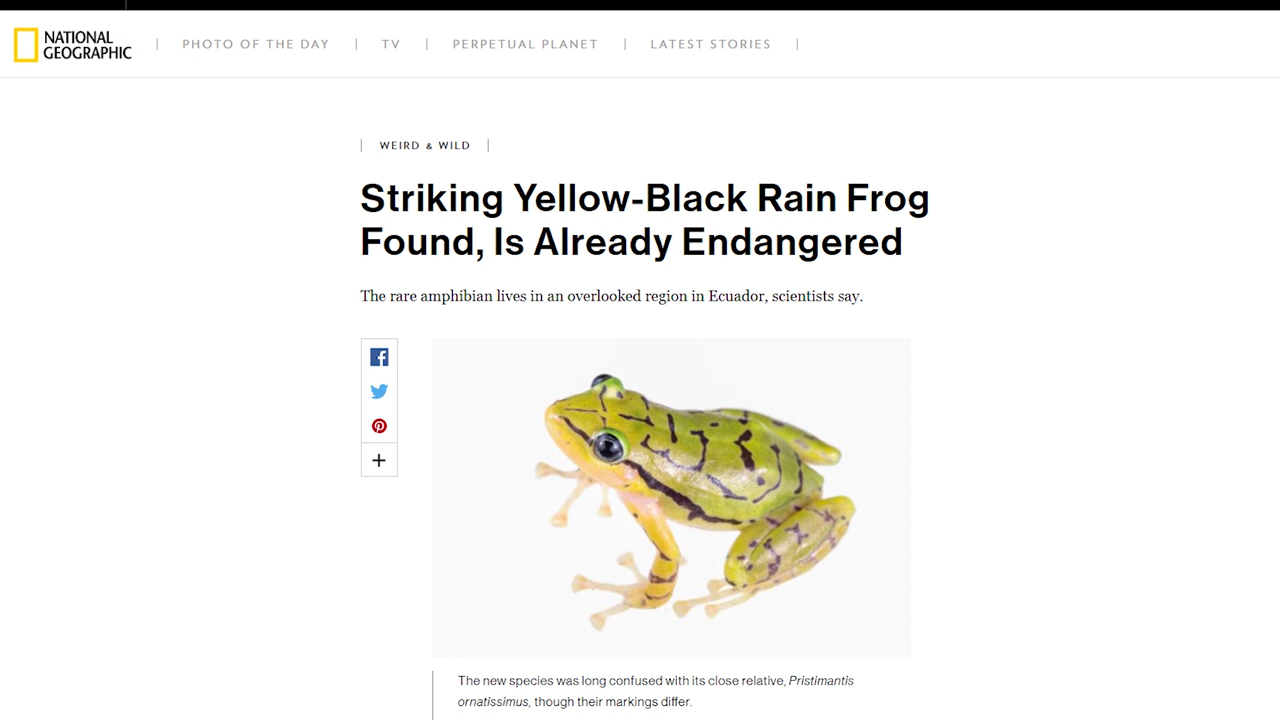 NATIONAL
GEOGRAPHIC
PHOTO OF THE DAY
TV
PERPETUAL PLANET
LATEST STORIES
WEIRD & WILD
Striking Yellow-Black Rain Frog
Found, Is Already Endangered
The rare amphibian lives in an overlooked region in Ecuador, scientists say.
The new species was long confused with its close relative, Pristimantis
ornatissimus, though their markings differ.